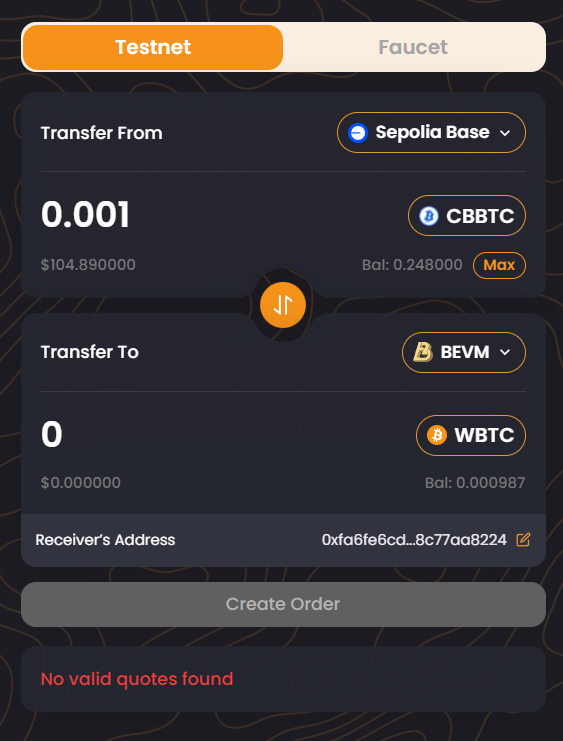 Testnet Faucet
Transfer From Sepolia Base
0.001 CBBTC
$104.890000 Bal: 0.248000 Max
Transfer To BEVM
0 WBTC
$0.000000 Bal: 0.000987
Receiver's Address 0xfa6fe6cd...8c77aa8224
Create Order
No valid quotes found